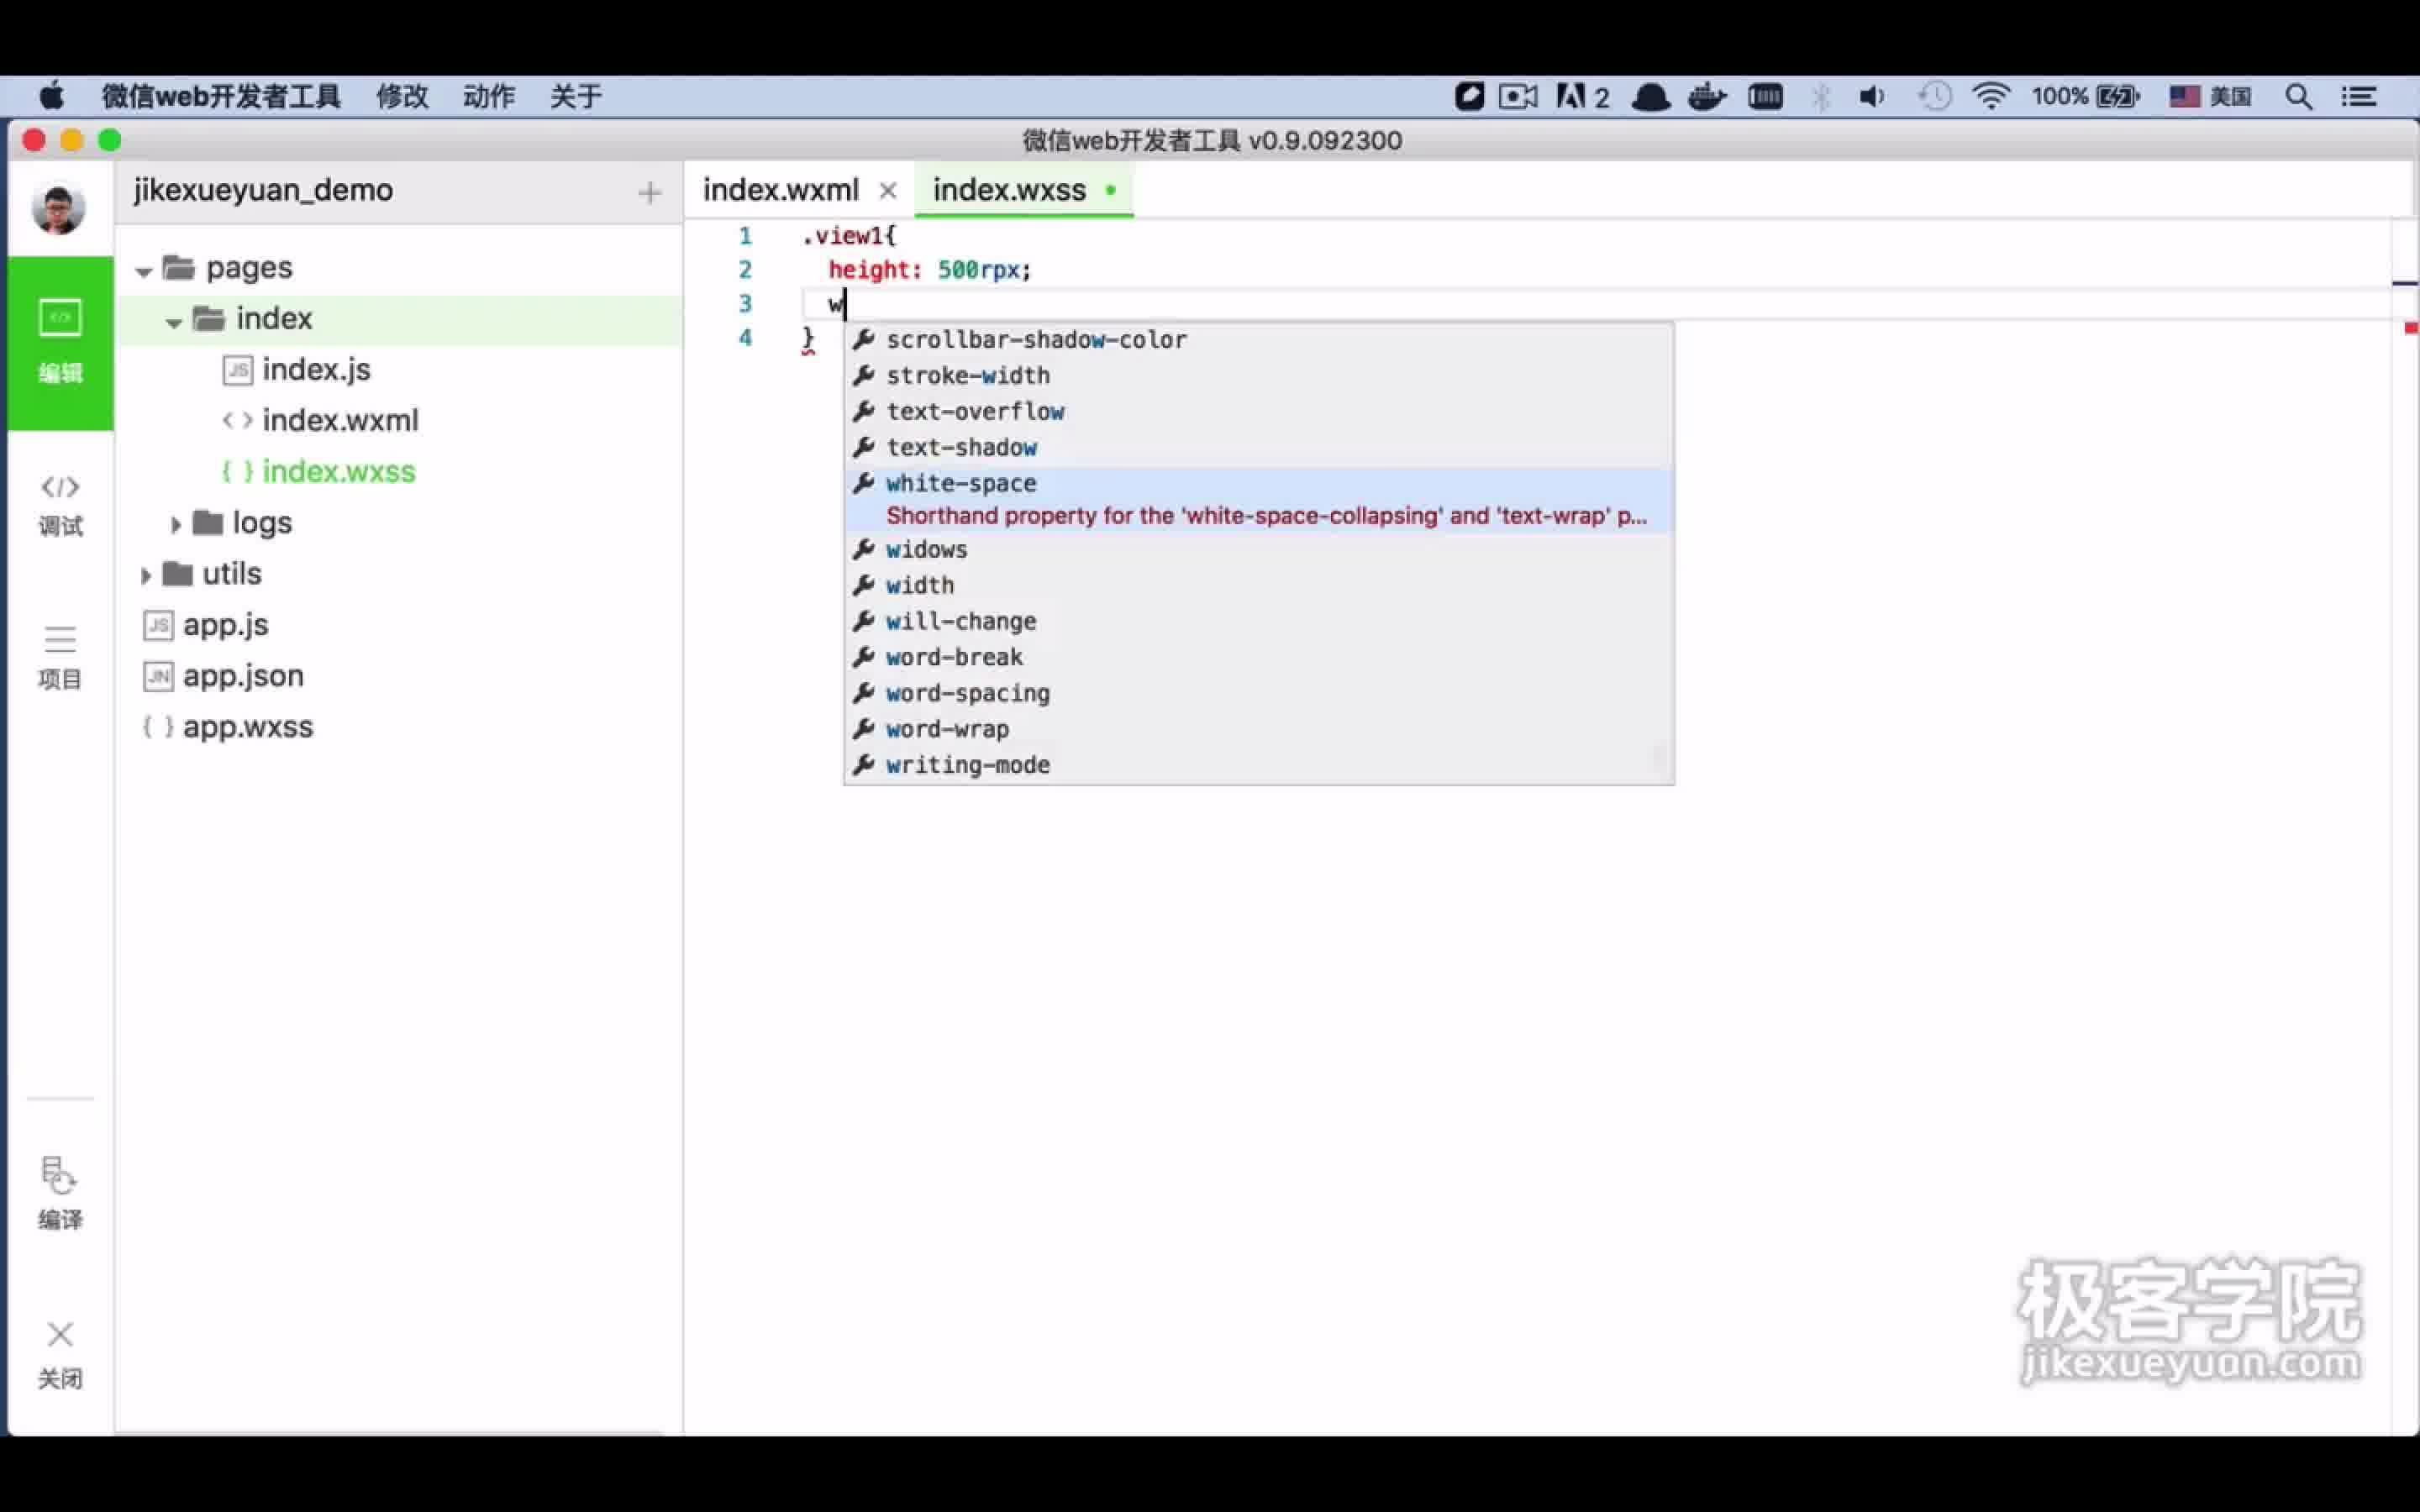 微信web开发者工具 修改 动作 关于 2 100% 美国
微信web开发者工具 v0.9.092300
jikexueyuan_demo
index.wxml
index.wxss
编辑
调试
项目
编译
关闭
pages
index
JS index.js
< > index.wxml
{ } index.wxss
logs
utils
JS app.js
JN app.json
{ } app.wxss
1 .view1{
2 height: 500rpx;
3 w
4 }
scrollbar-shadow-color
stroke-width
text-overflow
text-shadow
white-space
Shorthand property for the 'white-space-collapsing' and 'text-wrap' p...
widows
width
will-change
word-break
word-spacing
word-wrap
writing-mode
极客学院
jikexueyuan.com